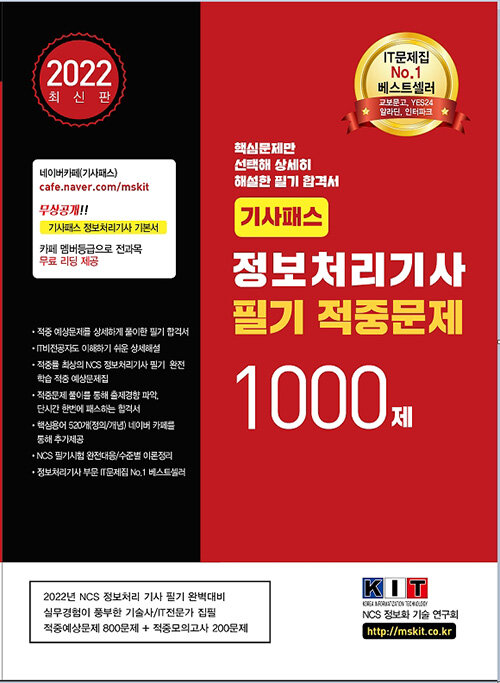 2022
최신판
IT문제집
No.1
베스트셀러
교보문고, YES24
알라딘, 인터파크
네이버카페(기사패스)
cafe.naver.com/mskit
무상공개!!
기사패스 정보처리기사 기본서
카페 멤버등급으로 전과목
무료 리딩 제공
핵심문제만
선택해 상세히
해설한 필기 합격서
기사패스
정보처리기사
필기 적중문제
1000제
• 적중 예상문제를 상세하게 풀이한 필기 합격서
• IT비전공자도 이해하기 쉬운 상세해설
• 적중률 최상의 NCS 정보처리기사 필기 완전
학습 적중 예상문제집
• 적중문제 풀이를 통해 출제경향 파악,
단시간 한번에 패스하는 합격서
• 핵심용어 520개(정의/개념) 네이버 카페를
통해 추가제공
• NCS 필기시험 완전대응/수준별 이론정리
• 정보처리기사 부문 IT문제집 No.1 베스트셀러
2022년 NCS 정보처리 기사 필기 완벽대비
실무경험이 풍부한 기술사/IT전문가 집필
적중예상문제 800문제 + 적중모의고사 200문제
KIT
KOREA INFORMATIZATION TECHNOLOGY
NCS 정보화 기술 연구회
http://mskit.co.kr